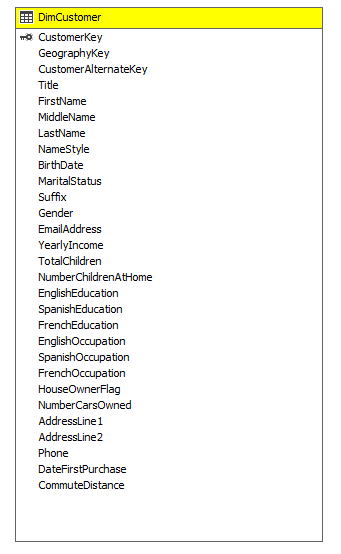 DimCustomer
CustomerKey
GeographyKey
CustomerAlternateKey
Title
FirstName
MiddleName
LastName
NameStyle
BirthDate
MaritalStatus
Suffix
Gender
EmailAddress
YearlyIncome
TotalChildren
NumberChildrenAtHome
EnglishEducation
SpanishEducation
FrenchEducation
EnglishOccupation
SpanishOccupation
FrenchOccupation
HouseOwnerFlag
NumberCarsOwned
AddressLine1
AddressLine2
Phone
DateFirstPurchase
CommuteDistance